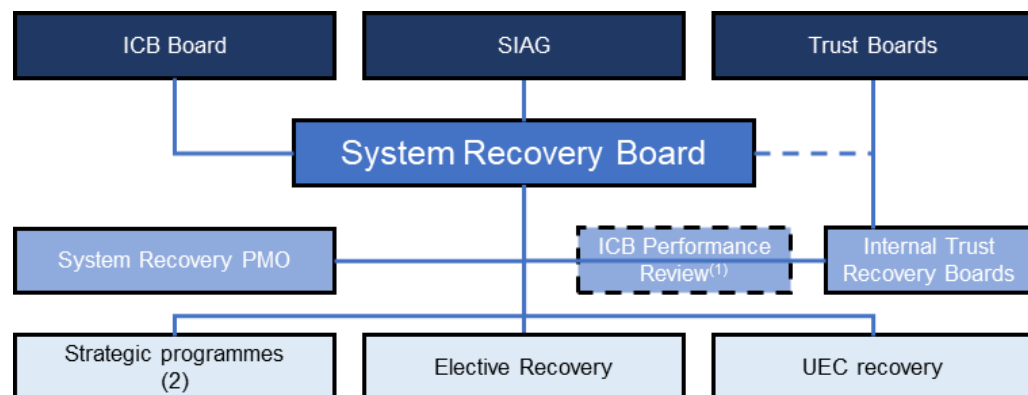 ICB Board
SIAG
Trust Boards
System Recovery Board
System Recovery PMO
ICB Performance
Review(1)
Internal Trust
Recovery Boards
Strategic programmes
(2)
Elective Recovery
UEC recovery